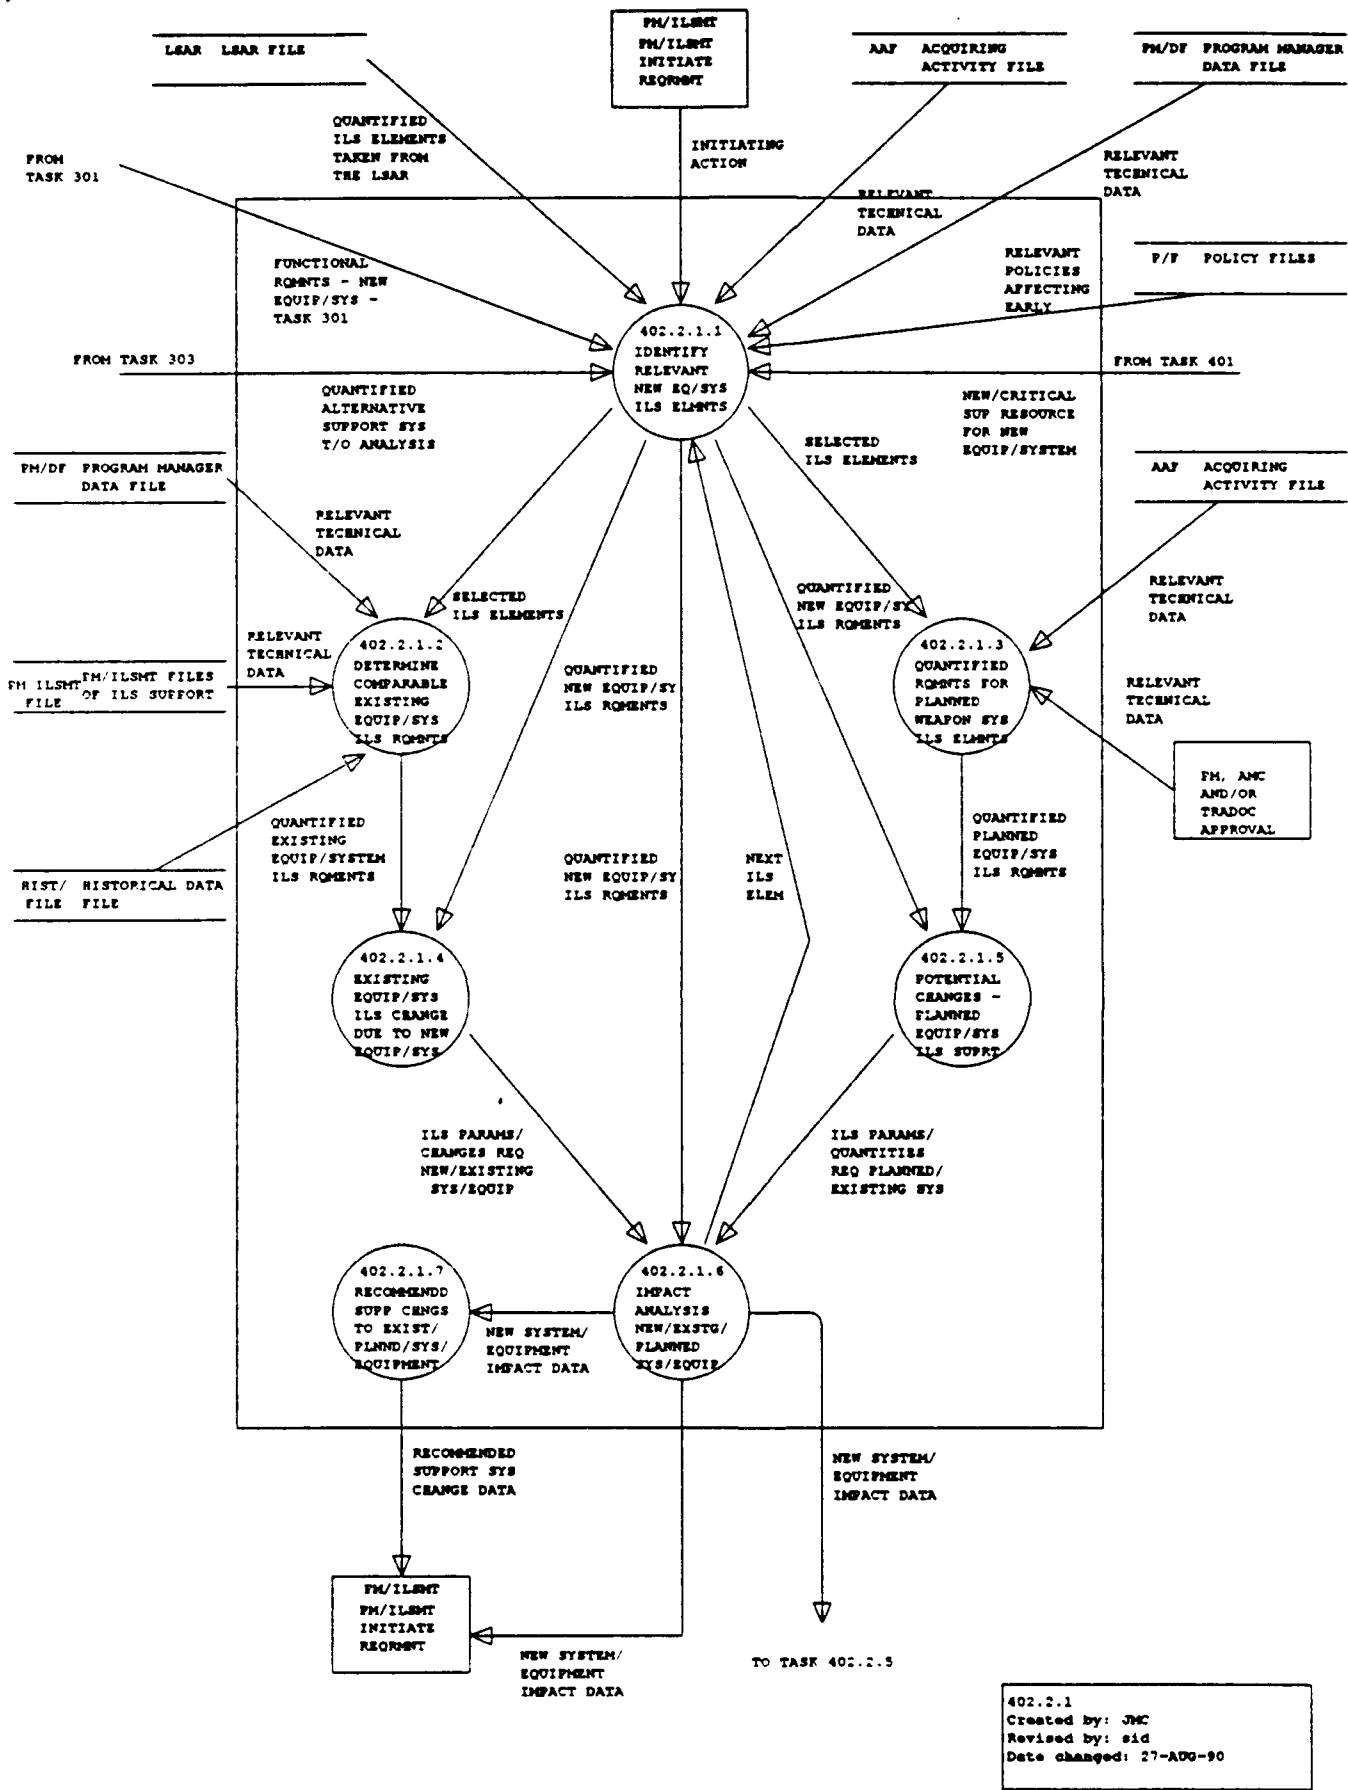 PM/ILSMT
PM/ILSMT
INITIATE
REQRMNT
LSAR LSAR FILE
AAF ACQUIRING
ACTIVITY FILE
PM/DF PROGRAM MANAGER
DATA FILE
QUANTIFIED
ILS ELEMENTS
TAKEN FROM
THE LSAR
INITIATING
ACTION
FROM
TASK 301
RELEVANT
TECHNICAL
DATA
RELEVANT
TECHNICAL
DATA
FUNCTIONAL
RQMNTS - NEW
EQUIP/SYS -
TASK 301
RELEVANT
POLICIES
AFFECTING
EARLY
P/F POLICY FILES
402.2.1.1
IDENTIFY
RELEVANT
NEW EQ/SYS
ILS ELMNTS
FROM TASK 303
FROM TASK 401
QUANTIFIED
ALTERNATIVE
SUPPORT SYS
T/O ANALYSIS
NEW/CRITICAL
SUP RESOURCE
FOR NEW
EQUIP/SYSTEM
SELECTED
ILS ELEMENTS
PM/DF PROGRAM MANAGER
DATA FILE
AAF ACQUIRING
ACTIVITY FILE
RELEVANT
TECHNICAL
DATA
SELECTED
ILS ELEMENTS
QUANTIFIED
NEW EQUIP/SY
ILS RQMENTS
RELEVANT
TECHNICAL
DATA
RELEVANT
TECHNICAL
DATA
402.2.1.2
DETERMINE
COMPARABLE
EXISTING
EQUIP/SYS
ILS RQMNTS
QUANTIFIED
NEW EQUIP/SY
ILS RQMENTS
402.2.1.3
QUANTIFIED
RQMNTS FOR
PLANNED
WEAPON SYS
ILS ELMNTS
RELEVANT
TECHNICAL
DATA
PM ILSMT PM/ILSMT FILES
FILE OF ILS SUPPORT
PM, AMC
AND/OR
TRADOC
APPROVAL
QUANTIFIED
EXISTING
EQUIP/SYSTEM
ILS RQMENTS
QUANTIFIED
NEW EQUIP/SY
ILS RQMENTS
NEXT
ILS
ELEM
QUANTIFIED
PLANNED
EQUIP/SYS
ILS RQMNTS
HIST/ HISTORICAL DATA
FILE FILE
402.2.1.4
EXISTING
EQUIP/SYS
ILS CHANGE
DUE TO NEW
EQUIP/SYS
402.2.1.5
POTENTIAL
CHANGES -
PLANNED
EQUIP/SYS
ILS SUPRT
ILS PARAMS/
CHANGES REQ
NEW/EXISTING
SYS/EQUIP
ILS PARAMS/
QUANTITIES
REQ PLANNED/
EXISTING SYS
402.2.1.7
RECOMMENDD
SUPP CHNGS
TO EXIST/
PLNND/SYS/
EQUIPMENT
NEW SYSTEM/
EQUIPMENT
IMPACT DATA
402.2.1.6
IMPACT
ANALYSIS
NEW/EXSTG/
PLANNED
SYS/EQUIP
RECOMMENDED
SUPPORT SYS
CHANGE DATA
NEW SYSTEM/
EQUIPMENT
IMPACT DATA
PM/ILSMT
PM/ILSMT
INITIATE
REQRMNT
NEW SYSTEM/
EQUIPMENT
IMPACT DATA
TO TASK 402.2.5
402.2.1
Created by: JMC
Revised by: sid
Date changed: 27-AUG-90